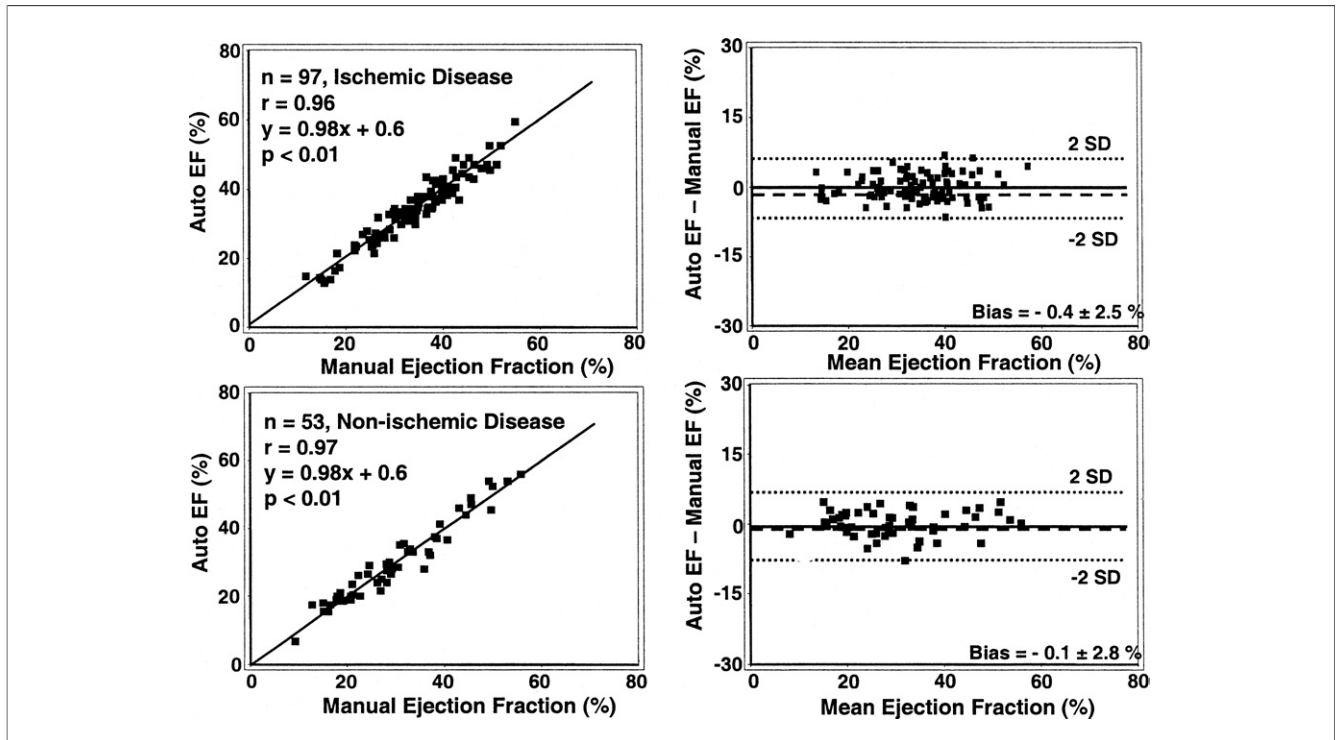 80
60
40
20
0
Auto EF (%)
n = 97, Ischemic Disease
r = 0.96
y = 0.98x + 0.6
p < 0.01
0 20 40 60 80
Manual Ejection Fraction (%)
30
15
0
-15
-30
Auto EF – Manual EF (%)
2 SD
-2 SD
Bias = - 0.4 ± 2.5 %
0 20 40 60 80
Mean Ejection Fraction (%)
80
60
40
20
0
Auto EF (%)
n = 53, Non-ischemic Disease
r = 0.97
y = 0.98x + 0.6
p < 0.01
0 20 40 60 80
Manual Ejection Fraction (%)
30
15
0
-15
-30
Auto EF – Manual EF (%)
2 SD
-2 SD
Bias = - 0.1 ± 2.8 %
0 20 40 60 80
Mean Ejection Fraction (%)